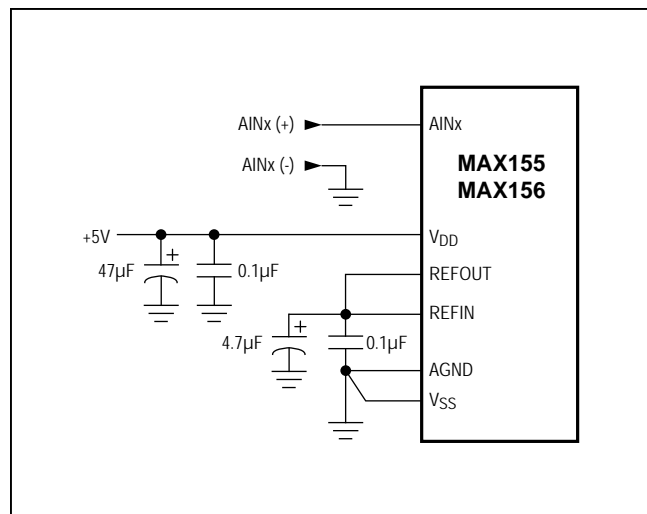 AINx (+)
AINx
AINx (-)
MAX155
MAX156
+5V
VDD
47µF
+
0.1µF
REFOUT
REFIN
4.7µF
+
0.1µF
AGND
VSS